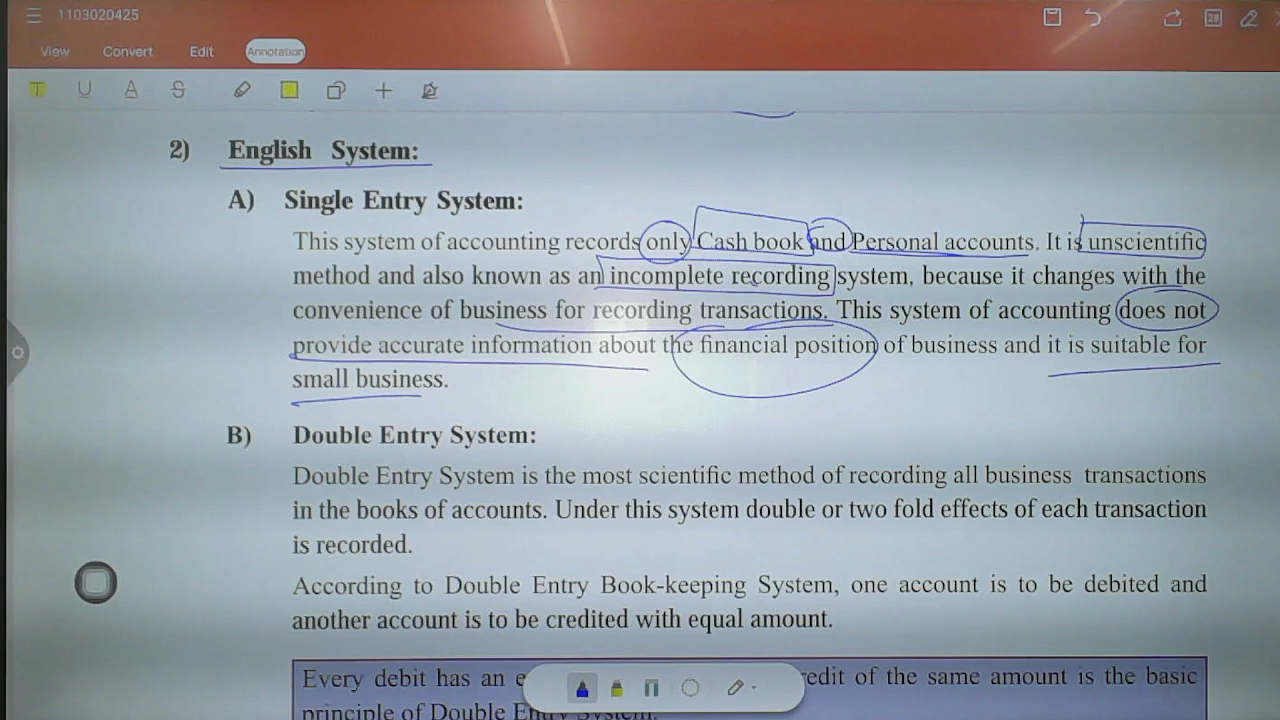 1103020425
28
View Convert Edit Annotation
T U A S
2) English System:
A) Single Entry System:
This system of accounting records only Cash book and Personal accounts. It is unscientific
method and also known as an incomplete recording system, because it changes with the
convenience of business for recording transactions. This system of accounting does not
provide accurate information about the financial position of business and it is suitable for
small business.
B) Double Entry System:
Double Entry System is the most scientific method of recording all business transactions
in the books of accounts. Under this system double or two fold effects of each transaction
is recorded.
According to Double Entry Book-keeping System, one account is to be debited and
another account is to be credited with equal amount.
Every debit has an of the same amount is the basic
principle of Double Entry System.